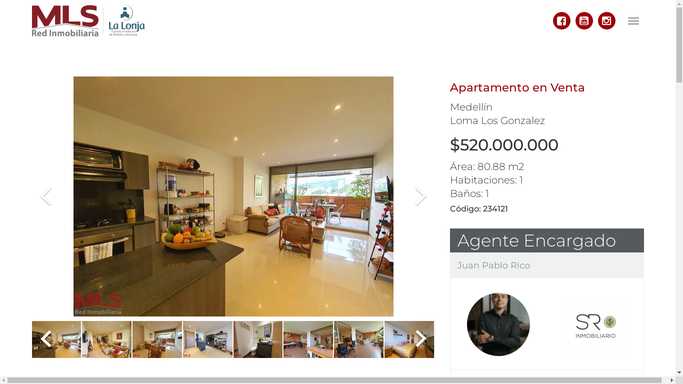 MLS
Red Inmobiliaria
La Lonja
Apartamento en Venta
Medellín
Loma Los Gonzalez
$520.000.000
Área: 80.88 m2
Habitaciones: 1
Baños: 1
Código: 234121
Agente Encargado
Juan Pablo Rico
MLS
Red Inmobiliaria
SR
INMOBILIARIO